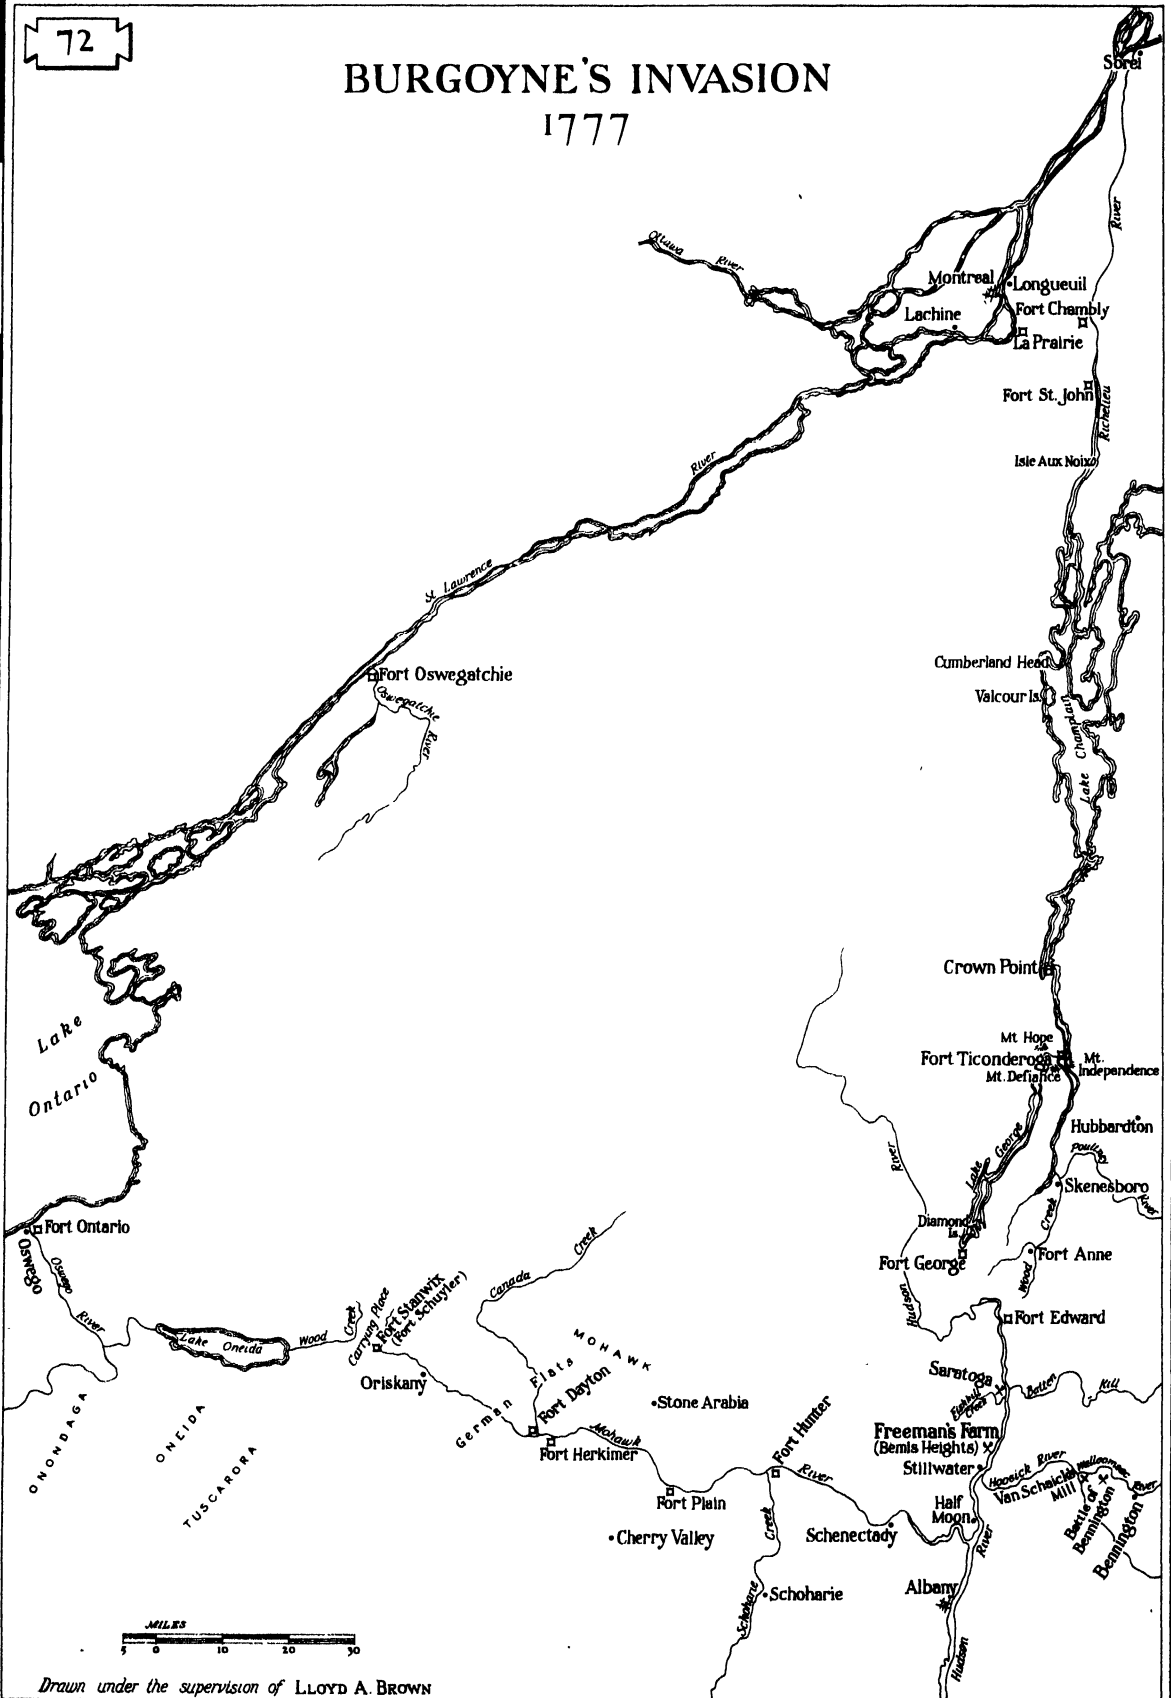 72
BURGOYNE'S INVASION
1777
Sorel
River
Ottawa
River
Montreal
Longueuil
Fort Chambly
Lachine
La Prairie
Fort St. John
Richelieu
Isle Aux Noix
River
Lawrence
Fort Oswegatchie
Oswegatchie
River
Cumberland Head
Valcour Is.
Lake Champlain
Crown Point
Lake
Ontario
Mt Hope
Fort Ticonderoga
Mt. Defiance
Mt.
Independence
Hubbardton
Poultney
River
Skenesboro
Lake George
River
Hudson
Diamond
Is.
Fort George
Creek
Wood
Fort Anne
Fort Ontario
Oswego
Oswego
River
Lake Oneida
Wood
Creek
Carrying Place
Fort Stanwix
(Fort Schuyler)
Canada
Creek
MOHAWK
Fort Edward
Oriskany
German Flats
Fort Dayton
Saratoga
Fishkill
Creek
Batten Kill
Stone Arabia
ONONDAGA
ONEIDA
TUSCARORA
Mohawk
River
Fort Herkimer
Fort Hunter
Freeman's Farm
(Bemis Heights)
Stillwater
Hoosick River
Van Schaick's
Mill
River
Fort Plain
Half
Moon
Battle of
Bennington
Bennington
Cherry Valley
Creek
Schoharie
Schenectady
River
Schoharie
Albany
Hudson
MILES
5 0 10 20 30
Drawn under the supervision of LLOYD A. BROWN